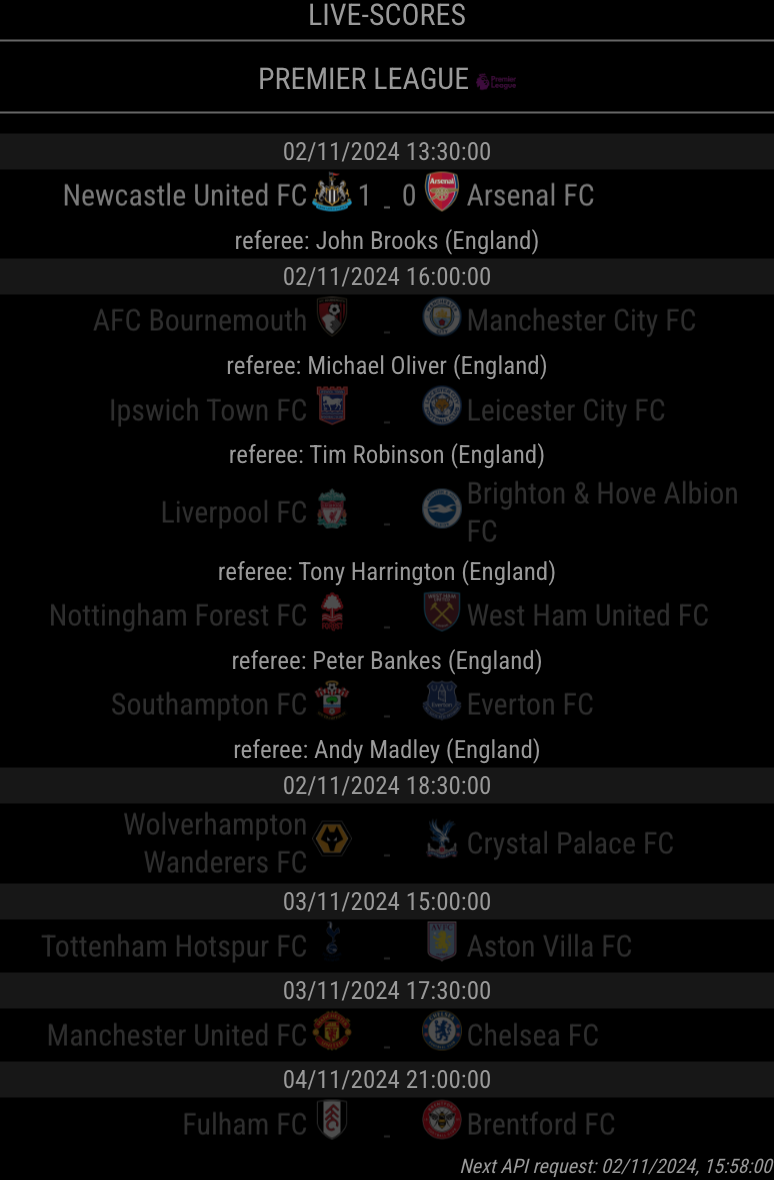 LIVE-SCORES
PREMIER LEAGUE Premier League
02/11/2024 13:30:00
Newcastle United FC 1 - 0 Arsenal Arsenal FC
referee: John Brooks (England)
02/11/2024 16:00:00
AFC Bournemouth - Manchester City FC
referee: Michael Oliver (England)
Ipswich Town FC - Leicester City FC
referee: Tim Robinson (England)
Liverpool FC - Brighton & Hove Albion
FC
referee: Tony Harrington (England)
Nottingham Forest FC - West Ham United FC
referee: Peter Bankes (England)
Southampton FC - Everton FC
referee: Andy Madley (England)
02/11/2024 18:30:00
Wolverhampton
Wanderers FC - Crystal Palace FC
03/11/2024 15:00:00
Tottenham Hotspur FC - Aston Villa FC
03/11/2024 17:30:00
Manchester United FC - Chelsea FC
04/11/2024 21:00:00
Fulham FC - Brentford FC
Next API request: 02/11/2024, 15:58:00